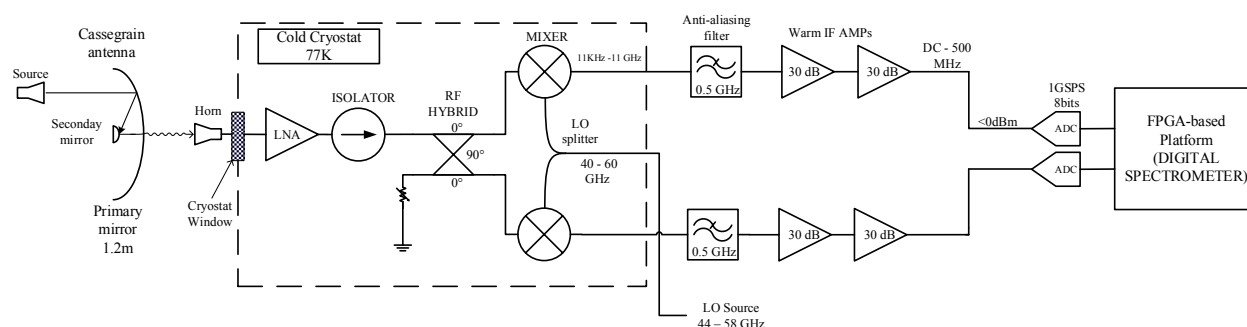 Cassegrain
antenna
Source
Seconday
mirror
Primary
mirror
1.2m
Horn
Cryostat
Window
Cold Cryostat
77K
LNA
ISOLATOR
RF
HYBRID
0°
90°
0°
MIXER
LO
splitter
40 - 60
GHz
11KHz -11 GHz
Anti-aliasing
filter
0.5 GHz
Warm IF AMPs
30 dB
30 dB
DC - 500
MHz
<0dBm
1GSPS
8bits
ADC
ADC
FPGA-based
Platform
(DIGITAL
SPECTROMETER)
0.5 GHz
30 dB
30 dB
LO Source
44 – 58 GHz